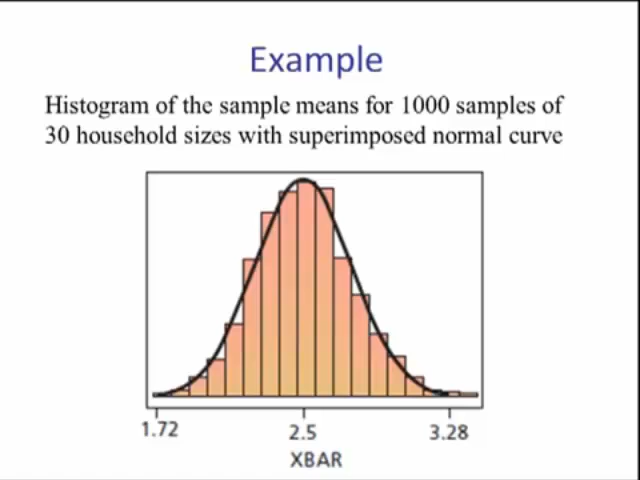 Example
Histogram of the sample means for 1000 samples of
30 household sizes with superimposed normal curve
1.72 2.5 3.28
XBAR